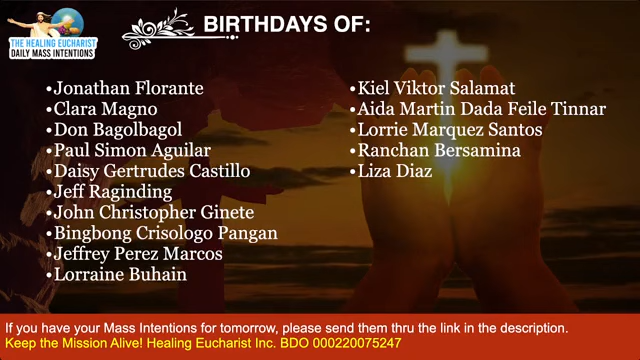 THE HEALING EUCHARIST
DAILY MASS INTENTIONS
BIRTHDAYS OF:
•Jonathan Florante
•Clara Magno
•Don Bagolbagol
•Paul Simon Aguilar
•Daisy Gertrudes Castillo
•Jeff Raginding
•John Christopher Ginete
•Bingbong Crisologo Pangan
•Jeffrey Perez Marcos
•Lorraine Buhain
•Kiel Viktor Salamat
•Aida Martin Dada Feile Tinnar
•Lorrie Marquez Santos
•Ranchan Bersamina
•Liza Diaz
If you have your Mass Intentions for tomorrow, please send them thru the link in the description.
Keep the Mission Alive! Healing Eucharist Inc. BDO 000220075247